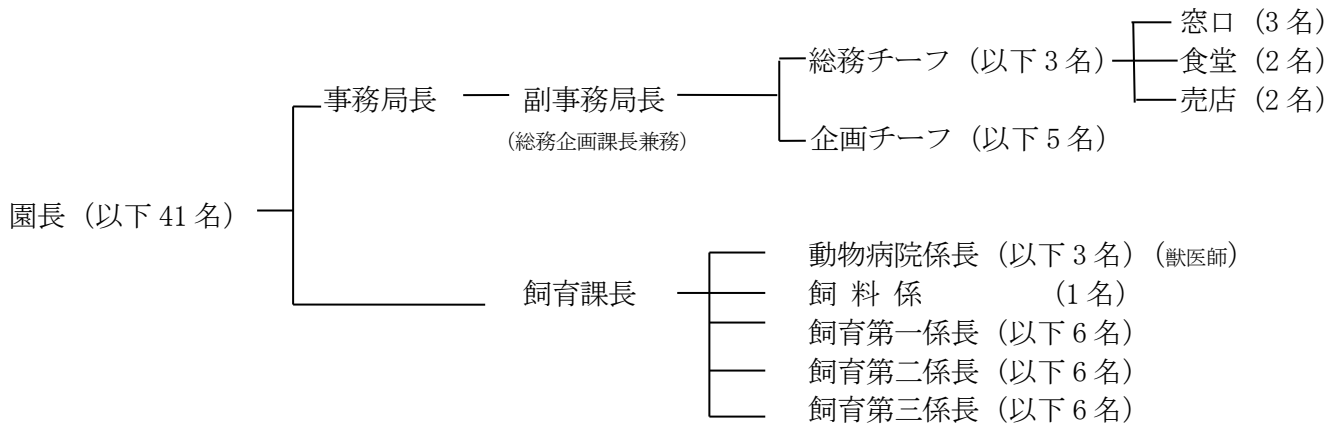 窓口 (3名)
総務チーフ (以下3名)
食堂 (2名)
事務局長
副事務局長
売店 (2名)
(総務企画課長兼務)
企画チーフ (以下5名)
園長 (以下41名)
動物病院係長 (以下3名) (獣医師)
飼育課長
飼料係 (1名)
飼育第一係長 (以下6名)
飼育第二係長 (以下6名)
飼育第三係長 (以下6名)